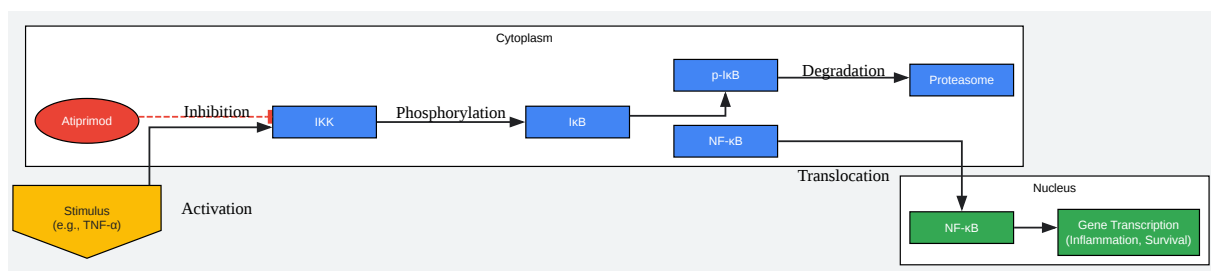 Cytoplasm
p-IκB
Degradation
Proteasome
Atiprimod
Inhibition
IKK
Phosphorylation
IκB
NF-κB
Translocation
Nucleus
Stimulus
(e.g., TNF-α)
Activation
NF-κB
Gene Transcription
(Inflammation, Survival)